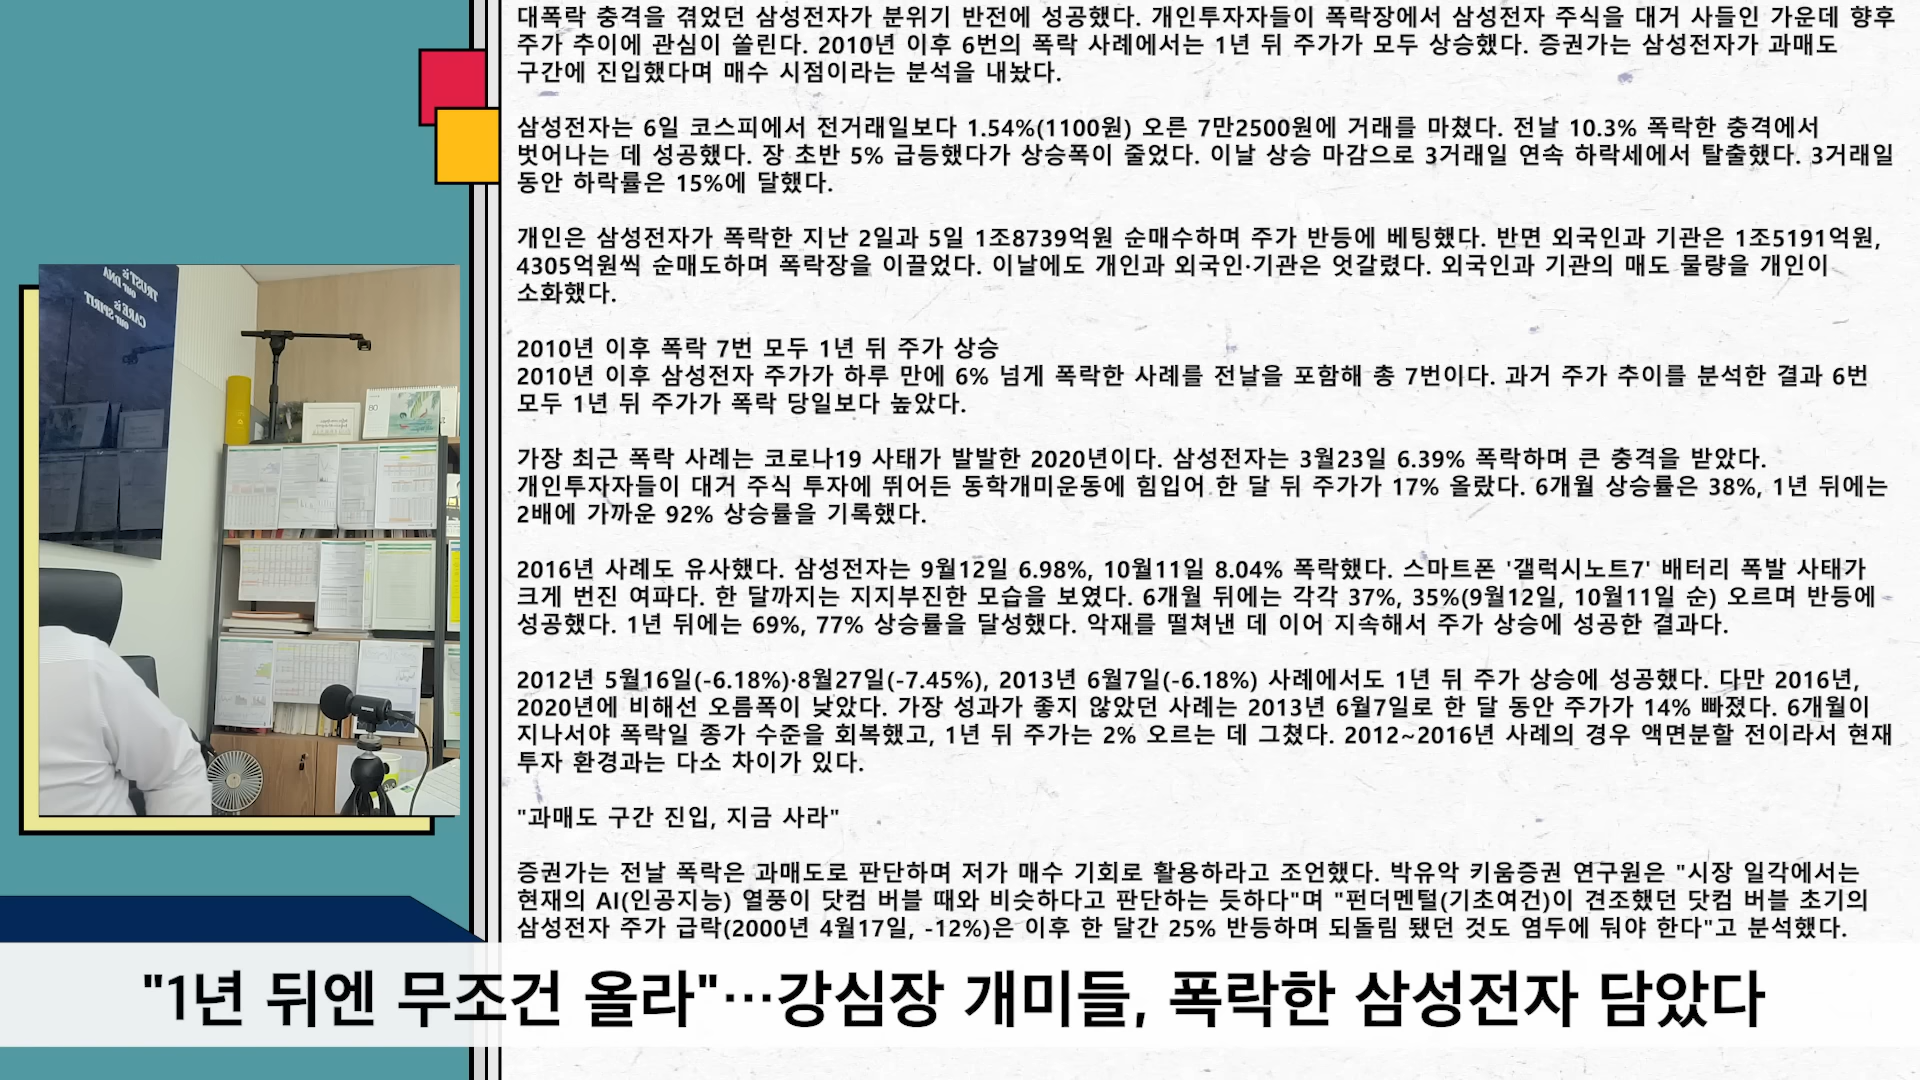 대폭락 충격을 겪었던 삼성전자가 분위기 반전에 성공했다. 개인투자자들이 폭락장에서 삼성전자 주식을 대거 사들인 가운데 향후
주가 추이에 관심이 쏠린다. 2010년 이후 6번의 폭락 사례에서는 1년 뒤 주가가 모두 상승했다. 증권가는 삼성전자가 과매도
구간에 진입했다며 매수 시점이라는 분석을 내놨다.
삼성전자는 6일 코스피에서 전거래일보다 1.54%(1100원) 오른 7만2500원에 거래를 마쳤다. 전날 10.3% 폭락한 충격에서
벗어나는 데 성공했다. 장 초반 5% 급등했다가 상승폭이 줄었다. 이날 상승 마감으로 3거래일 연속 하락세에서 탈출했다. 3거래일
동안 하락률은 15%에 달했다.
개인은 삼성전자가 폭락한 지난 2일과 5일 1조8739억원 순매수하며 주가 반등에 베팅했다. 반면 외국인과 기관은 1조5191억원,
4305억원씩 순매도하며 폭락장을 이끌었다. 이날에도 개인과 외국인·기관은 엇갈렸다. 외국인과 기관의 매도 물량을 개인이
소화했다.
2010년 이후 폭락 7번 모두 1년 뒤 주가 상승
2010년 이후 삼성전자 주가가 하루 만에 6% 넘게 폭락한 사례를 전날을 포함해 총 7번이다. 과거 주가 추이를 분석한 결과 6번
모두 1년 뒤 주가가 폭락 당일보다 높았다.
가장 최근 폭락 사례는 코로나19 사태가 발발한 2020년이다. 삼성전자는 3월23일 6.39% 폭락하며 큰 충격을 받았다.
개인투자자들이 대거 주식 투자에 뛰어든 동학개미운동에 힘입어 한 달 뒤 주가가 17% 올랐다. 6개월 상승률은 38%, 1년 뒤에는
2배에 가까운 92% 상승률을 기록했다.
2016년 사례도 유사했다. 삼성전자는 9월12일 6.98%, 10월11일 8.04% 폭락했다. 스마트폰 '갤럭시노트7' 배터리 폭발 사태가
크게 번진 여파다. 한 달까지는 지지부진한 모습을 보였다. 6개월 뒤에는 각각 37%, 35%(9월12일, 10월11일 순) 오르며 반등에
성공했다. 1년 뒤에는 69%, 77% 상승률을 달성했다. 악재를 떨쳐낸 데 이어 지속해서 주가 상승에 성공한 결과다.
2012년 5월16일(-6.18%)·8월27일(-7.45%), 2013년 6월7일(-6.18%) 사례에서도 1년 뒤 주가 상승에 성공했다. 다만 2016년,
2020년에 비해선 오름폭이 낮았다. 가장 성과가 좋지 않았던 사례는 2013년 6월7일로 한 달 동안 주가가 14% 빠졌다. 6개월이
지나서야 폭락일 종가 수준을 회복했고, 1년 뒤 주가는 2% 오르는 데 그쳤다. 2012~2016년 사례의 경우 액면분할 전이라서 현재
투자 환경과는 다소 차이가 있다.
"과매도 구간 진입, 지금 사라"
증권가는 전날 폭락은 과매도로 판단하며 저가 매수 기회로 활용하라고 조언했다. 박유악 키움증권 연구원은 "시장 일각에서는
현재의 AI(인공지능) 열풍이 닷컴 버블 때와 비슷하다고 판단하는 듯하다"며 "펀더멘털(기초여건)이 견조했던 닷컴 버블 초기의
삼성전자 주가 급락(2000년 4월17일, -12%)은 이후 한 달간 25% 반등하며 되돌림 됐던 것도 염두에 둬야 한다"고 분석했다.
TRUST is
our DNA
CARE is
our SPIRIT
"1년 뒤엔 무조건 올라"…강심장 개미들, 폭락한 삼성전자 담았다